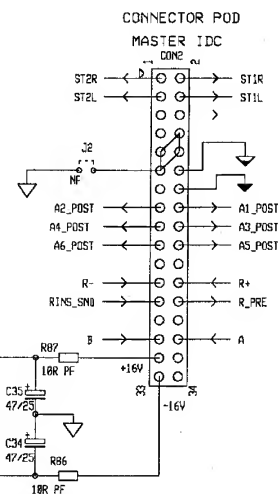 CONNECTOR POD
MASTER IDC
CON2
1 2
ST2R ST1R
ST2L ST1L
J2
NF
A2_POST A1_POST
A4_POST A3_POST
A6_POST A5_POST
R- R+
RINS_SND R_PRE
B A
R87
10R PF
+16V
C35
47/25
33 34
-16V
C34
47/25
R86
10R PF